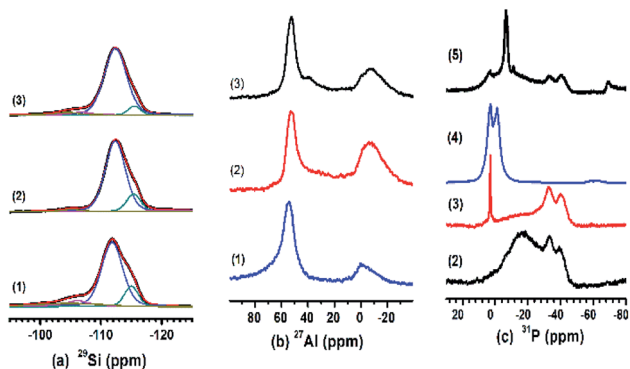 (3)
(2)
(1)
-100 -110 -120
(a) ²⁹Si (ppm)
(3)
(2)
(1)
80 60 40 20 0 -20
(b) ²⁷Al (ppm)
(5)
(4)
(3)
(2)
20 0 -20 -40 -60 -80
(c) ³¹P (ppm)